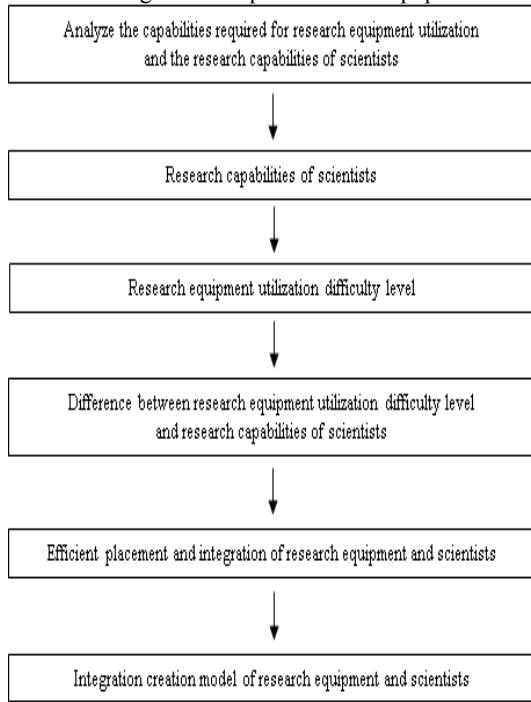 Analyze the capabilities required for research equipment utilization
and the research capabilities of scientists
Research capabilities of scientists
Research equipment utilization difficulty level
Difference between research equipment utilization difficulty level
and research capabilities of scientists
Efficient placement and integration of research equipment and scientists
Integration creation model of research equipment and scientists